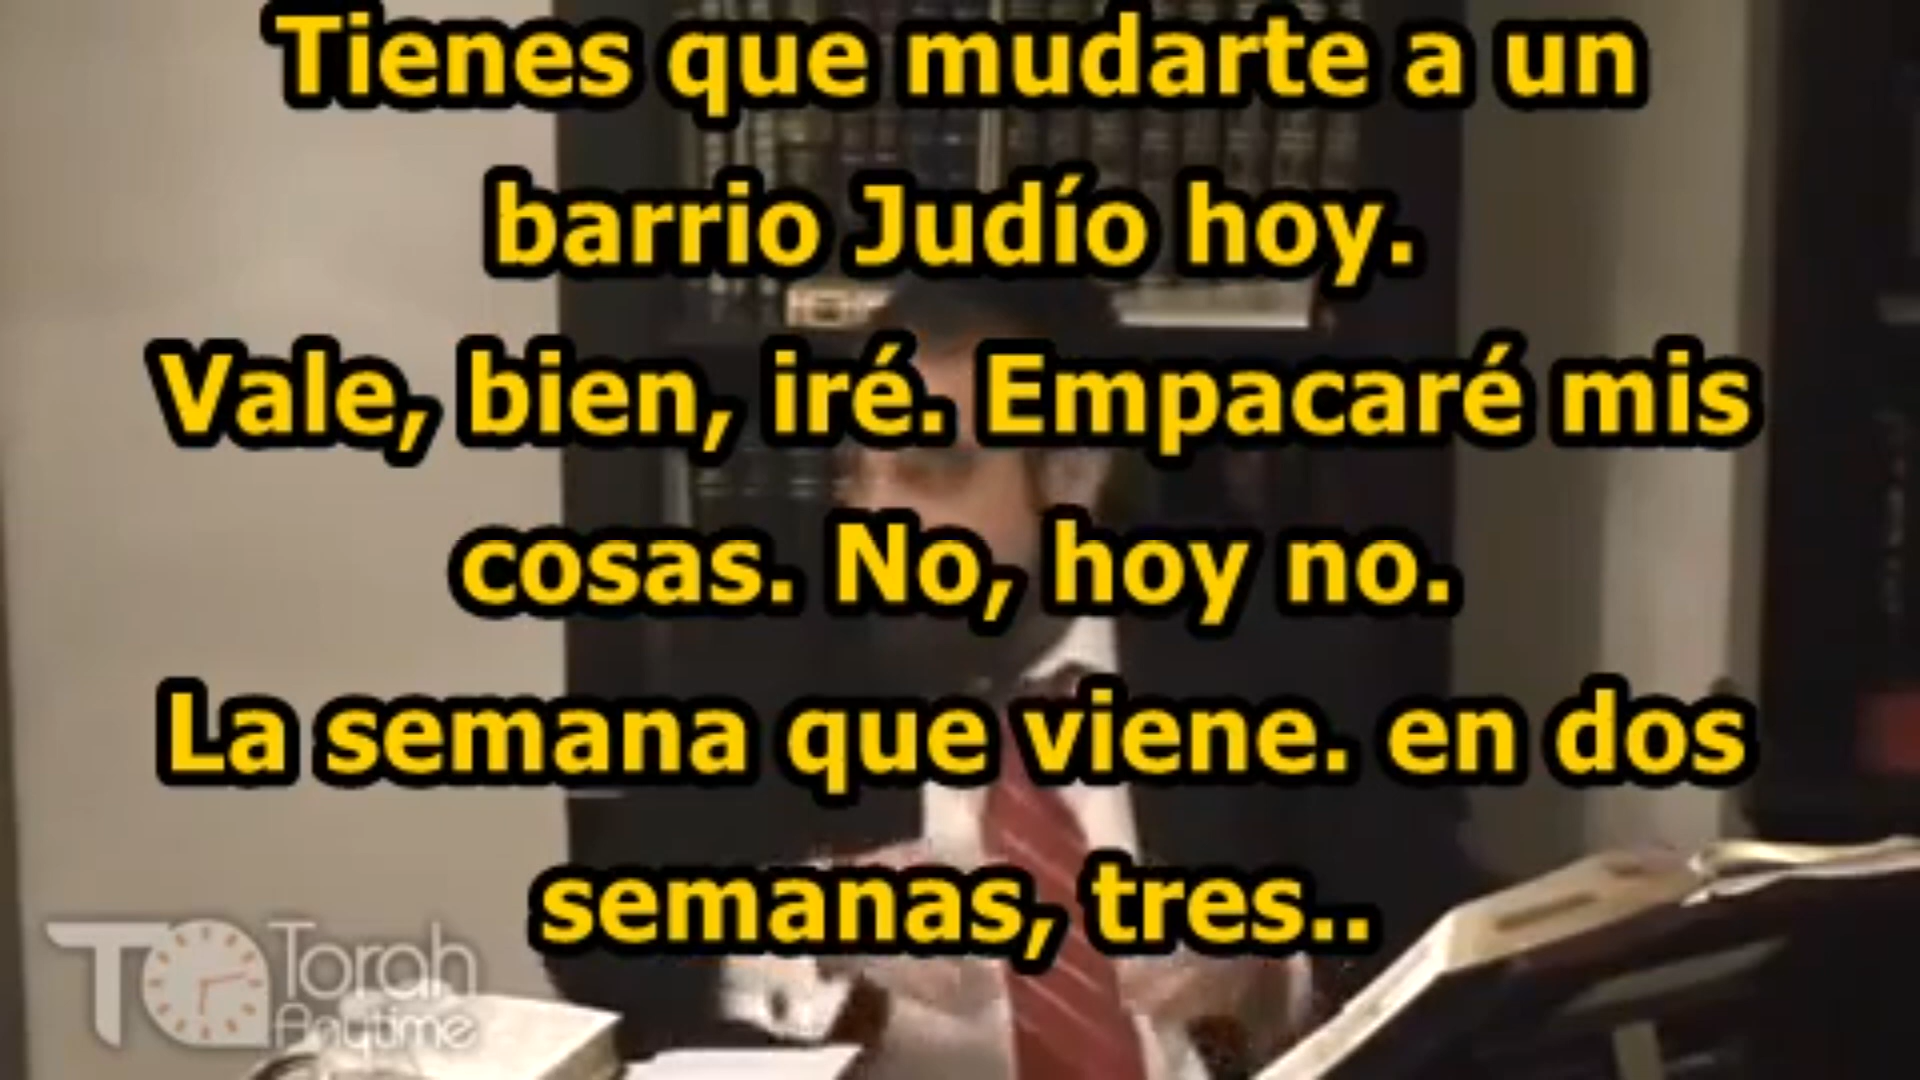 Tienes que mudarte a un
barrio Judío hoy.
Vale, bien, iré. Empacaré mis
cosas. No, hoy no.
La semana que viene. en dos
semanas, tres..
TA Torah
Anytime